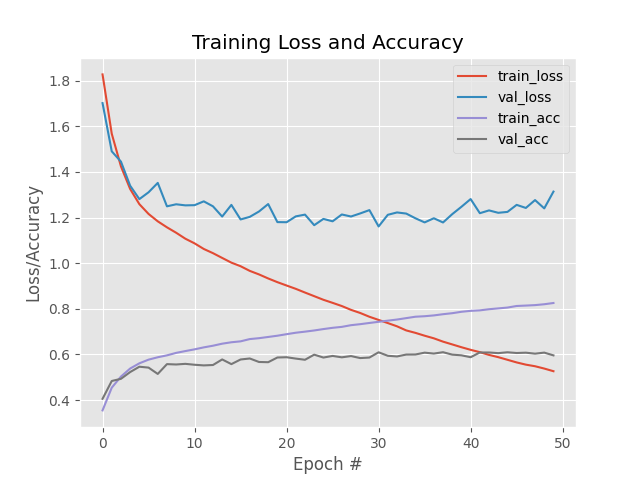 Training Loss and Accuracy
train_loss
val_loss
train_acc
val_acc
Loss/Accuracy
1.8
1.6
1.4
1.2
1.0
0.8
0.6
0.4
0 10 20 30 40 50
Epoch #